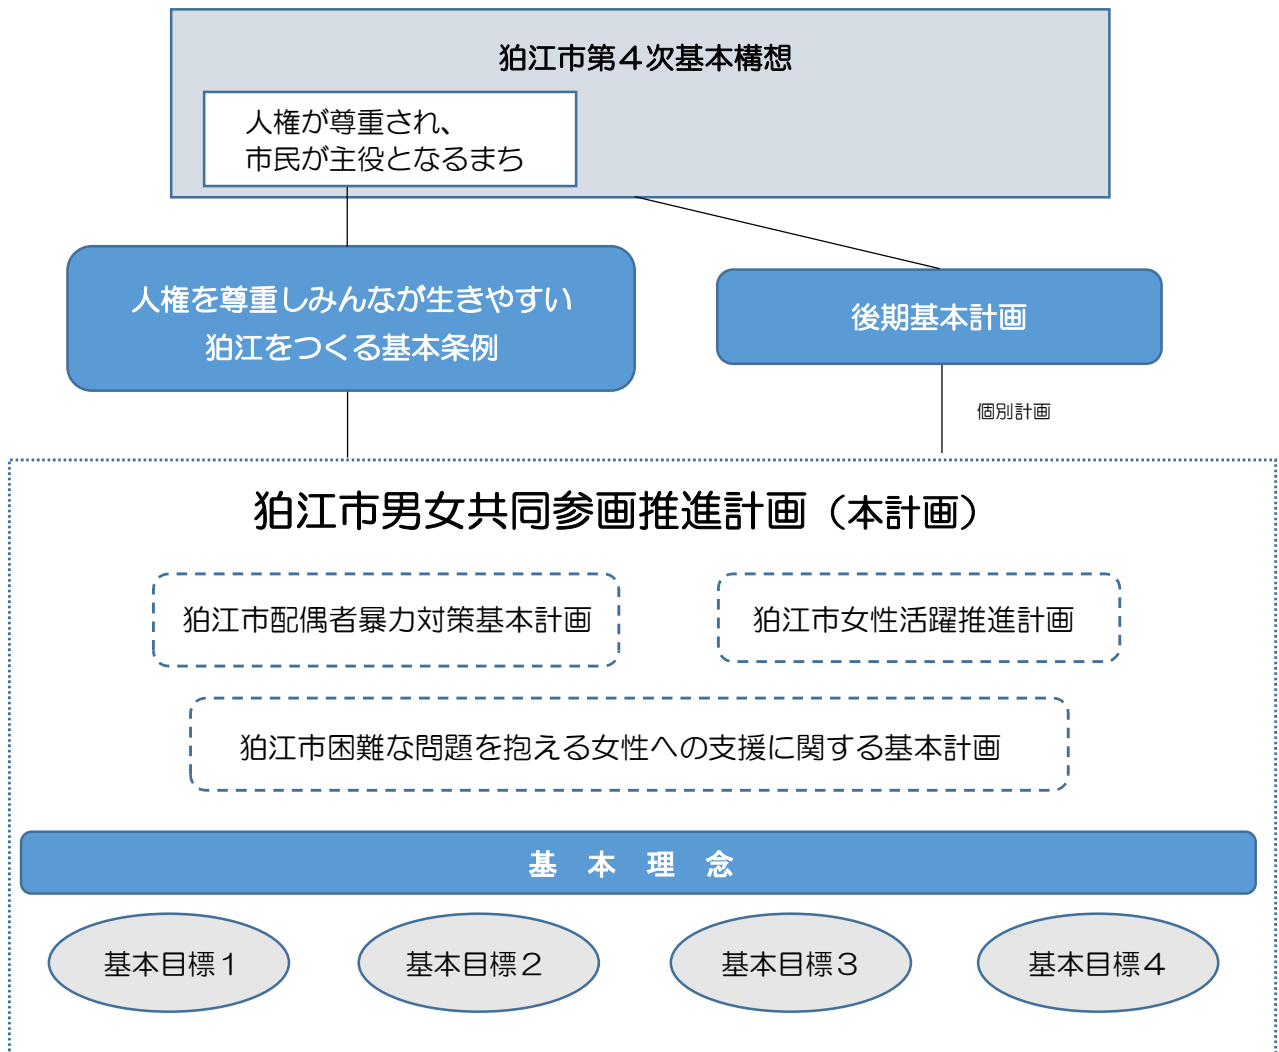 狛江市第４次基本構想
人権が尊重され、
市民が主役となるまち
人権を尊重しみんなが生きやすい
狛江をつくる基本条例
後期基本計画
個別計画
狛江市男女共同参画推進計画（本計画）
狛江市配偶者暴力対策基本計画
狛江市女性活躍推進計画
狛江市困難な問題を抱える女性への支援に関する基本計画
基　本　理　念
基本目標１
基本目標２
基本目標３
基本目標４